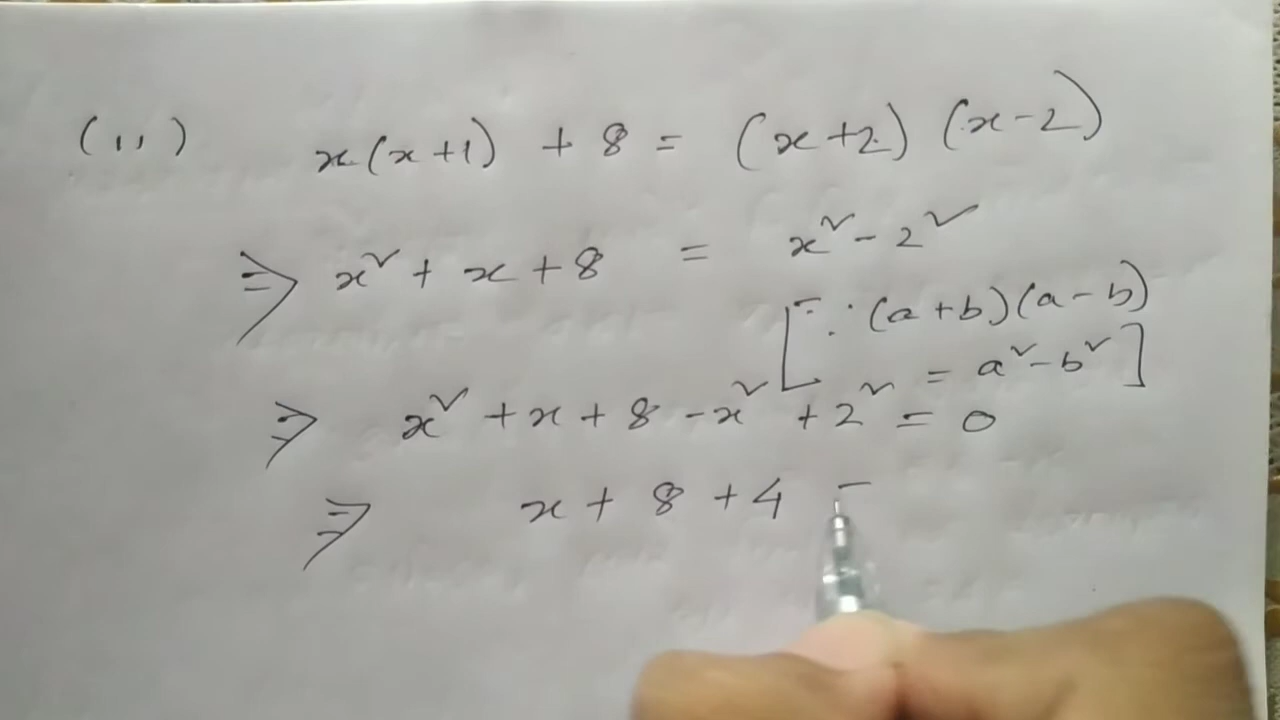 (ii) x(x+1) + 8 = (x+2) (x-2)
⇒ x² + x + 8 = x² - 2²
[∵ (a+b)(a-b)
= a² - b²]
⇒ x² + x + 8 - x² + 2² = 0
⇒ x + 8 + 4 -